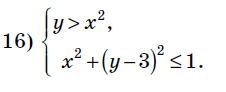 16) { y > x²,
x² + (y − 3)² ≤ 1.